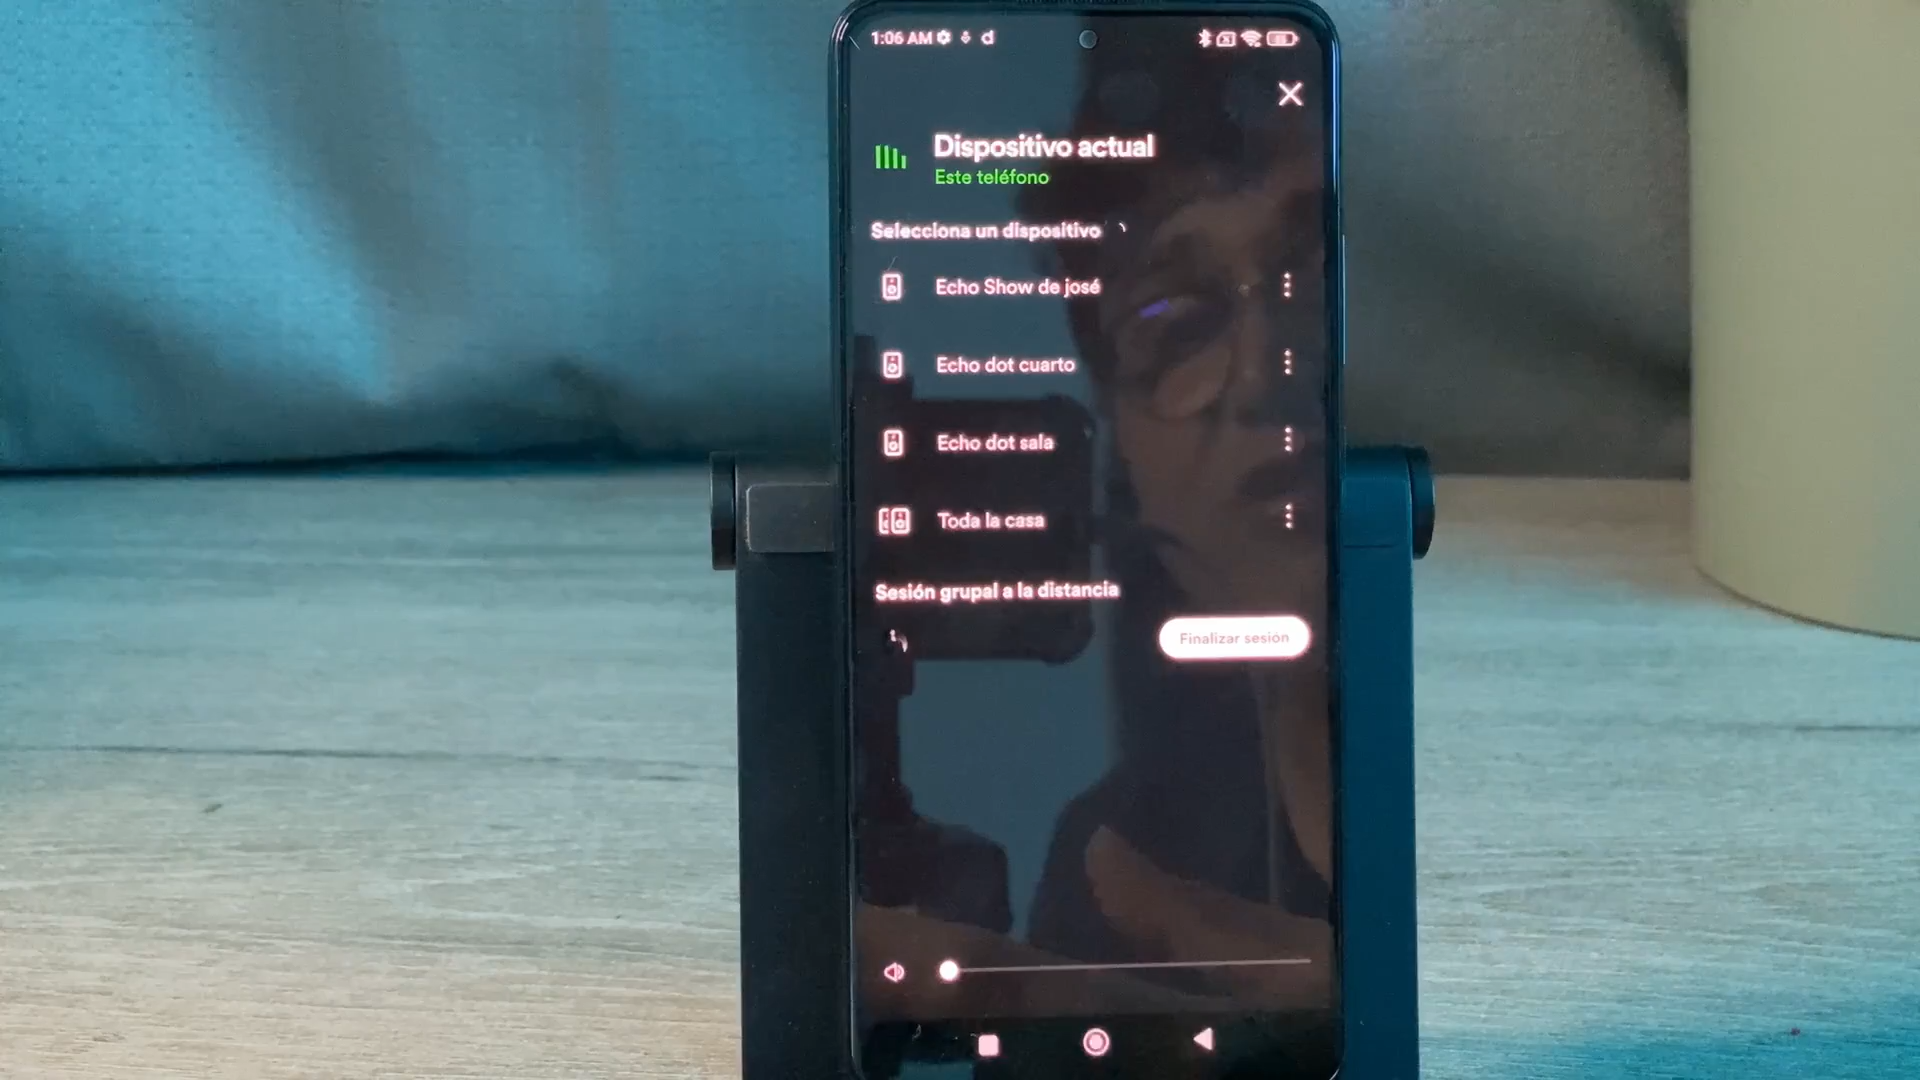 1:06 AM
Dispositivo actual
Este teléfono
Selecciona un dispositivo
Echo Show de josé
Echo dot cuarto
Echo dot sala
Toda la casa
Sesión grupal a la distancia
Finalizar sesión